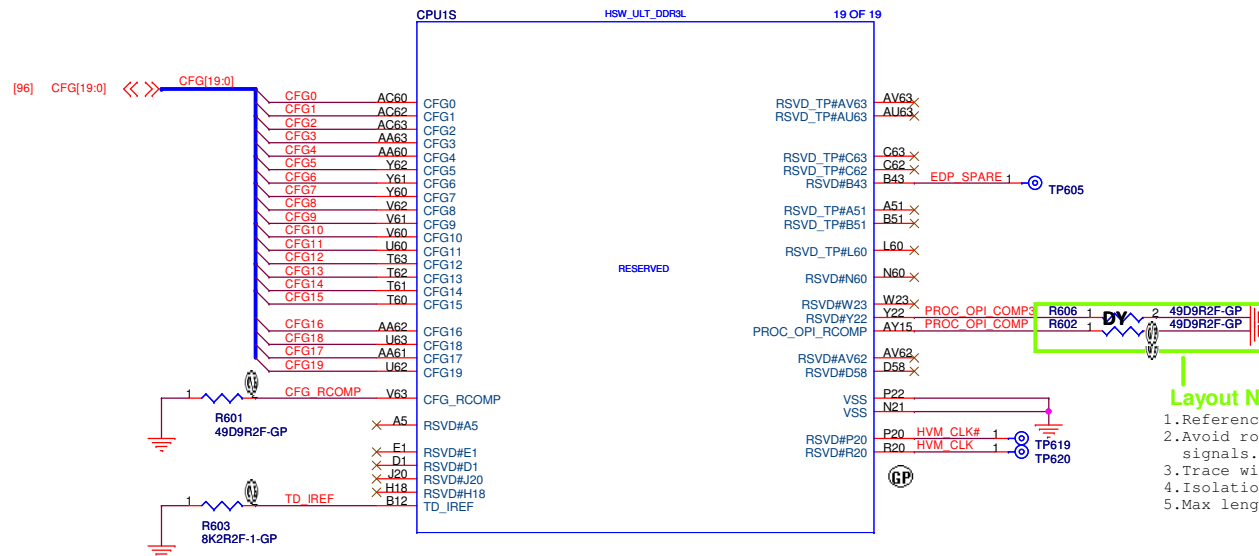 CPU1S HSW_ULT_DDR3L 19 OF 19
[96] CFG[19:0] CFG[19:0]
CFG0 AC60 CFG0
CFG1 AC62 CFG1
CFG2 AC63 CFG2
CFG3 AA63 CFG3
CFG4 AA60 CFG4
CFG5 Y62 CFG5
CFG6 Y61 CFG6
CFG7 Y60 CFG7
CFG8 V62 CFG8
CFG9 V61 CFG9
CFG10 V60 CFG10
CFG11 U60 CFG11
CFG12 T63 CFG12
CFG13 T62 CFG13
CFG14 T61 CFG14
CFG15 T60 CFG15
CFG16 AA62 CFG16
CFG18 U63 CFG18
CFG17 AA61 CFG17
CFG19 U62 CFG19
1 CFG_RCOMP V63 CFG_RCOMP
R601
49D9R2F-GP
A5 RSVD#A5
E1 RSVD#E1
D1 RSVD#D1
J20 RSVD#J20
H18 RSVD#H18
1 TD_IREF B12 TD_IREF
R603
8K2R2F-1-GP
RESERVED
RSVD_TP#AV63 AV63
RSVD_TP#AU63 AU63
RSVD_TP#C63 C63
RSVD_TP#C62 C62
RSVD#B43 B43 EDP_SPARE 1 TP605
RSVD_TP#A51 A51
RSVD_TP#B51 B51
RSVD_TP#L60 L60
RSVD#N60 N60
RSVD#W23 W23
RSVD#Y22 Y22 PROC_OPI_COMP3 R606 1 DY 2 49D9R2F-GP
PROC_OPI_RCOMP AY15 PROC_OPI_COMP R602 1 49D9R2F-GP
RSVD#AV62 AV62
RSVD#D58 D58
VSS P22
VSS N21
RSVD#P20 P20 HVM_CLK# 1 TP619
RSVD#R20 R20 HVM_CLK 1 TP620
GP
Layout N
1.Referenc
2.Avoid ro
signals.
3.Trace wi
4.Isolatio
5.Max leng